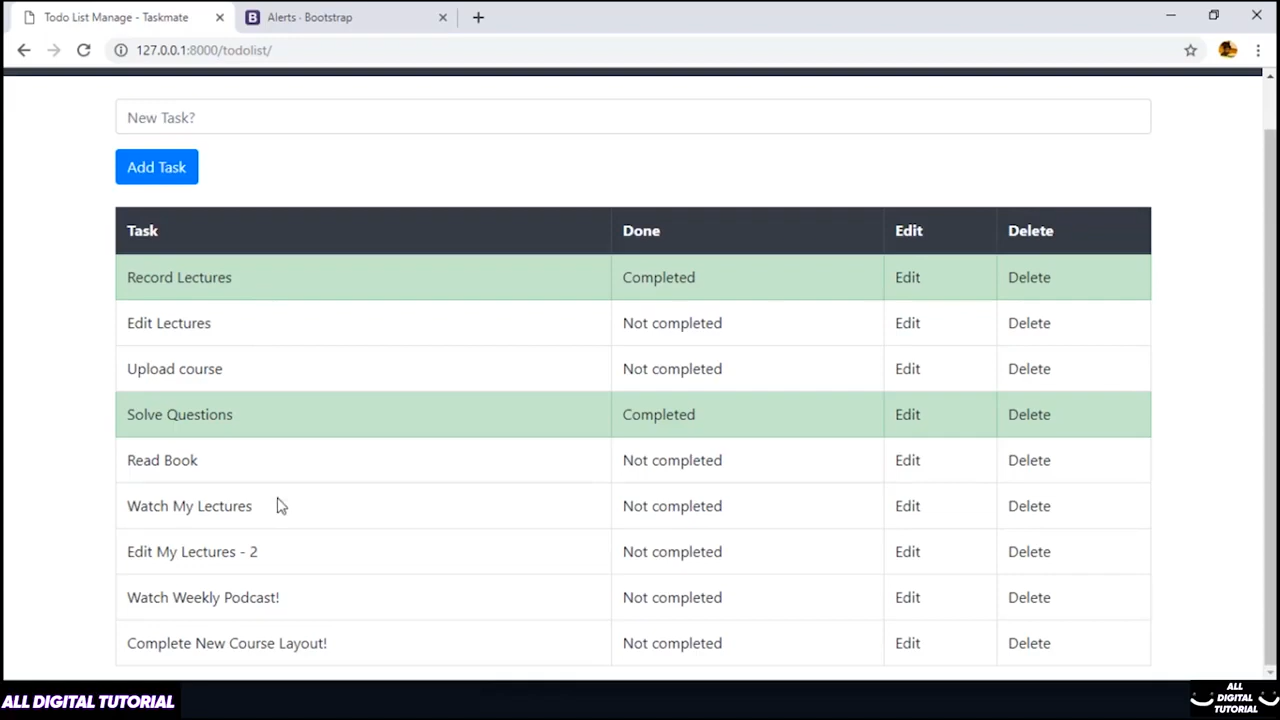 Todo List Manage - Taskmate
B Alerts · Bootstrap
127.0.0.1:8000/todolist/
New Task?
Add Task
Task Done Edit Delete
Record Lectures Completed Edit Delete
Edit Lectures Not completed Edit Delete
Upload course Not completed Edit Delete
Solve Questions Completed Edit Delete
Read Book Not completed Edit Delete
Watch My Lectures Not completed Edit Delete
Edit My Lectures - 2 Not completed Edit Delete
Watch Weekly Podcast! Not completed Edit Delete
Complete New Course Layout! Not completed Edit Delete
ALL DIGITAL TUTORIAL
ALL
DIGITAL
TUTORIAL